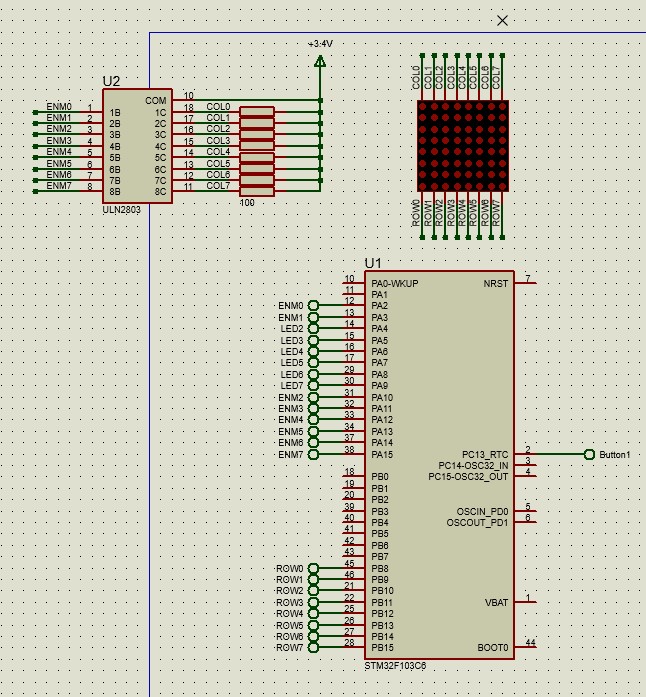 +3.4V
U2
COM 10
ENM0 1 1B 1C 18 COL0
ENM1 2 2B 2C 17 COL1
ENM2 3 3B 3C 16 COL2
ENM3 4 4B 4C 15 COL3
ENM4 5 5B 5C 14 COL4
ENM5 6 6B 6C 13 COL5
ENM6 7 7B 7C 12 COL6
ENM7 8 8B 8C 11 COL7
ULN2803
100
COL0 COL1 COL2 COL3 COL4 COL5 COL6 COL7
ROW0 ROW1 ROW2 ROW3 ROW4 ROW5 ROW6 ROW7
U1
10 PA0-WKUP NRST 7
11 PA1
ENM0 12 PA2
ENM1 13 PA3
LED2 14 PA4
LED3 15 PA5
LED4 16 PA6
LED5 17 PA7
LED6 29 PA8
LED7 30 PA9
ENM2 31 PA10
ENM3 32 PA11
ENM4 33 PA12
ENM5 34 PA13
ENM6 37 PA14
ENM7 38 PA15 PC13_RTC 2 Button1
PC14-OSC32_IN 3
18 PB0 PC15-OSC32_OUT 4
19 PB1
20 PB2
39 PB3 OSCIN_PD0 5
40 PB4 OSCOUT_PD1 6
41 PB5
42 PB6
43 PB7
ROW0 45 PB8
ROW1 46 PB9
ROW2 21 PB10
ROW3 22 PB11 VBAT 1
ROW4 25 PB12
ROW5 26 PB13
ROW6 27 PB14
ROW7 28 PB15 BOOT0 44
STM32F103C6